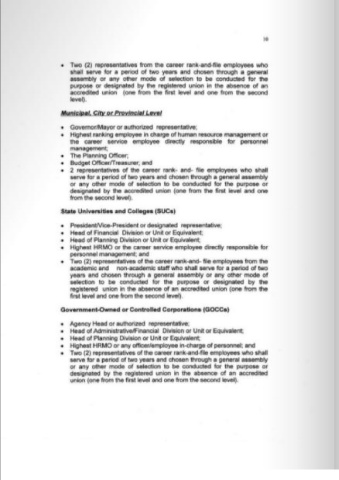 • Two (2) representatives from the career rank-and-file employees who
shall serve for a period of two years and chosen through a general
assembly or any other mode of selection to be conducted for the
purpose or designated by the registered union in the absence of an
accredited union (one from the first level and one from the second
level).
Municipal, City or Provincial Level
• Governor/Mayor or authorized representative;
• Highest ranking employee in charge of human resource management or
the career service employee directly responsible for personnel
management;
• The Planning Officer;
• Budget Officer/Treasurer; and
• 2 representatives of the career rank- and- file employees who shall
serve for a period of two years and chosen through a general assembly
or any other mode of selection to be conducted for the purpose or
designated by the accredited union (one from the first level and one
from the second level).
State Universities and Colleges (SUCs)
• President/Vice-President or designated representative;
• Head of Financial Division or Unit or Equivalent;
• Head of Planning Division or Unit or Equivalent;
• Highest HRMO or the career service employee directly responsible for
personnel management; and
• Two (2) representatives of the career rank-and- file employees from the
academic and non-academic staff who shall serve for a period of two
years and chosen through a general assembly or any other mode of
selection to be conducted for the purpose or designated by the
registered union in the absence of an accredited union (one from the
first level and one from the second level).
Government-Owned or Controlled Corporations (GOCCs)
• Agency Head or authorized representative;
• Head of Administrative/Financial Division or Unit or Equivalent;
• Head of Planning Division or Unit or Equivalent;
• Highest HRMO or any officer/employee in-charge of personnel; and
• Two (2) representatives of the career rank-and-file employees who shall
serve for a period of two years and chosen through a general assembly
or any other mode of selection to be conducted for the purpose or
designated by the registered union in the absence of an accredited
union (one from the first level and one from the second level).